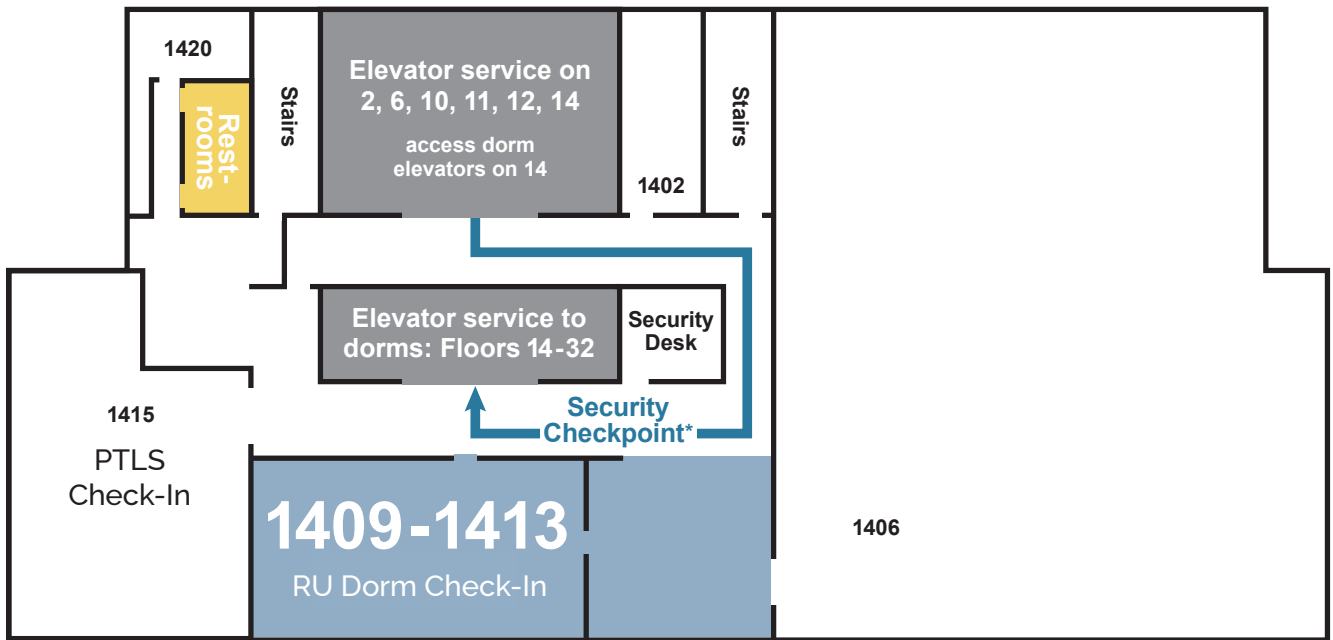 1420
Stairs
Elevator service on
2, 6, 10, 11, 12, 14
access dorm
elevators on 14
Stairs
Rest-
rooms
1402
Elevator service to
dorms: Floors 14-32
Security
Desk
1415
PTLS
Check-In
Security
Checkpoint*
1409-1413
RU Dorm Check-In
1406